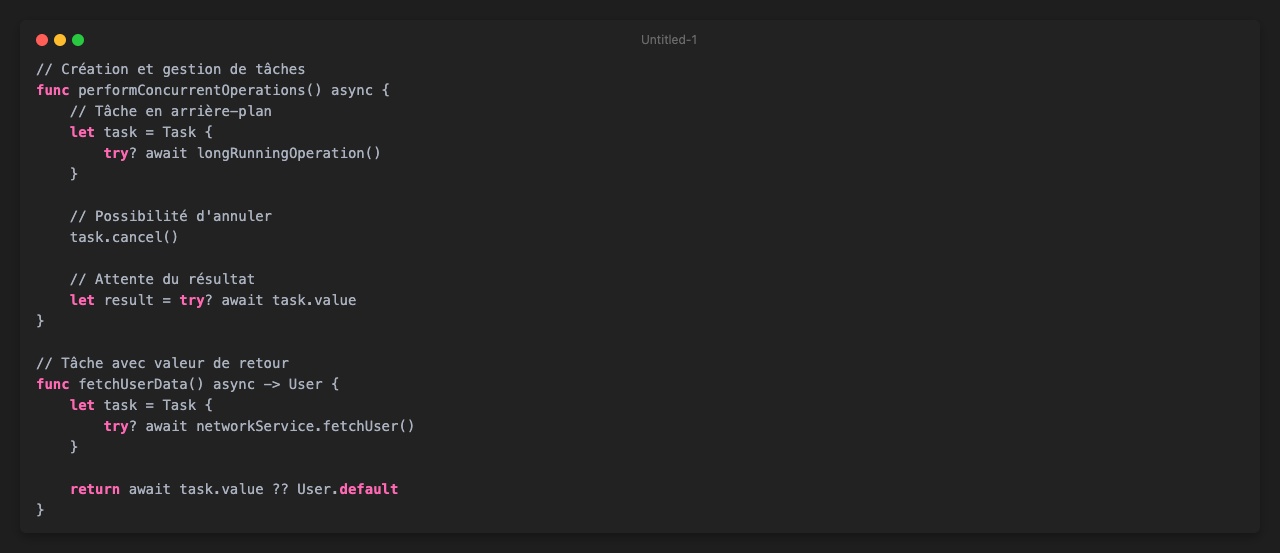 Untitled-1
// Création et gestion de tâches
func performConcurrentOperations() async {
    // Tâche en arrière-plan
    let task = Task {
        try? await longRunningOperation()
    }

    // Possibilité d'annuler
    task.cancel()

    // Attente du résultat
    let result = try? await task.value
}

// Tâche avec valeur de retour
func fetchUserData() async -> User {
    let task = Task {
        try? await networkService.fetchUser()
    }

    return await task.value ?? User.default
}